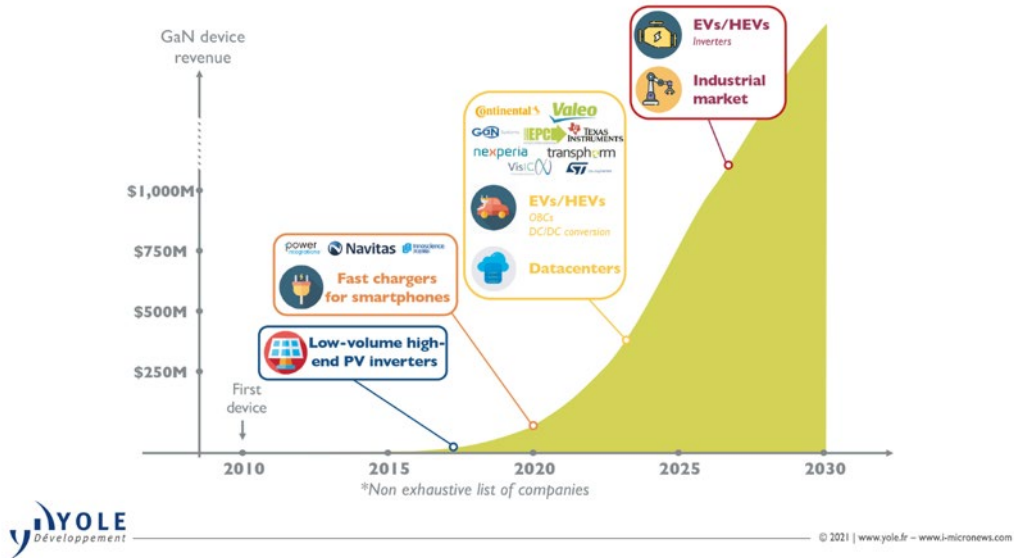 GaN device
revenue
$1,000M
$750M
$500M
$250M
First
device
2010
2015
2020
2025
2030
Low-volume high-
end PV inverters
power
integrations
Navitas
Innoscience
Fast chargers
for smartphones
Continental
Valeo
GaN Systems
EPC
TEXAS
INSTRUMENTS
nexperia
transphorm
VisIC
ST
EVs/HEVs
OBCs
DC/DC conversion
Datacenters
EVs/HEVs
Inverters
Industrial
market
*Non exhaustive list of companies
YOLE
Développement
© 2021 | www.yole.fr – www.i-micronews.com